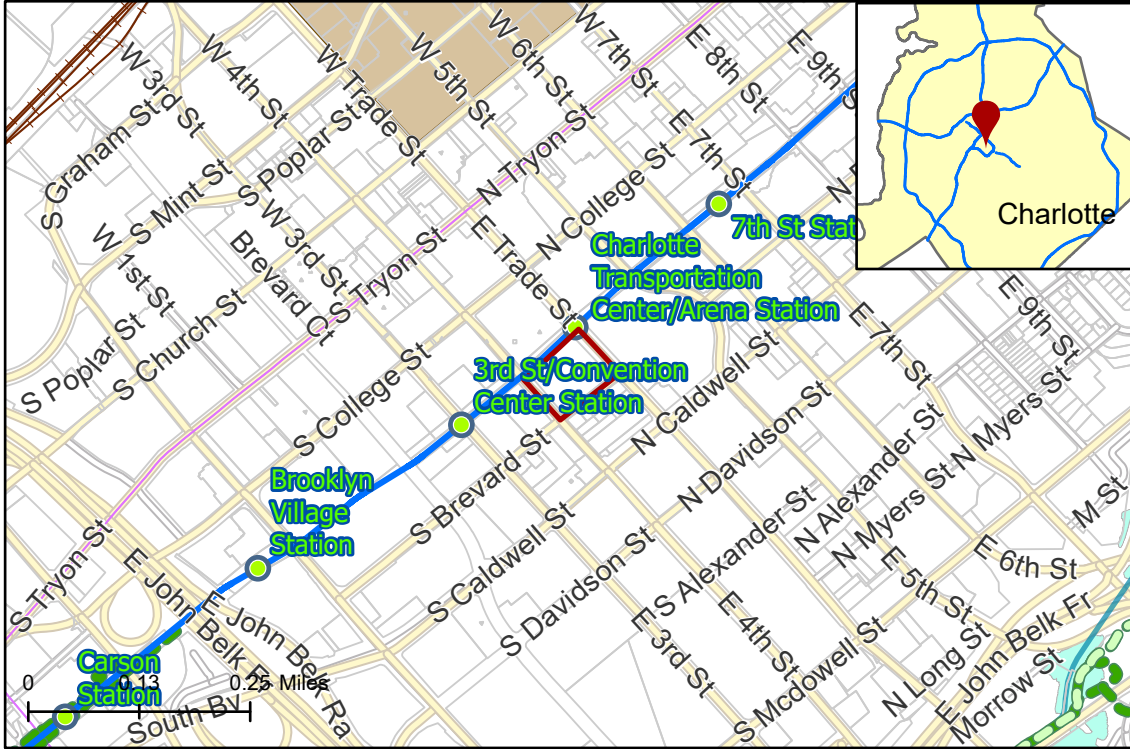 W 3rd St
W 4th St
W Trade St
W 5th St
W 6th St
W 7th St
E 8th St
E 9th St
S Graham St
S Mint St
S Poplar St
N Tryon St
N College St
E 7th St
W 1st St
S W 3rd St
Brevard Ct
S Tryon St
E Trade St
7th St Stat
Charlotte
Transportation
Center/Arena Station
Charlotte
S Poplar St
S Church St
S College St
3rd St/Convention
Center Station
N Caldwell St
E 7th St
E 9th St
N Myers St
Brooklyn
Village
Station
S Brevard St
N Davidson St
N Alexander St
N Myers St
M St
S Tryon St
S Caldwell St
S Davidson St
S Alexander St
N Alexander St
E 6th St
E 5th St
E John Belk Fr
E John Belk Ra
E 3rd St
E 4th St
S Mcdowell St
N Long St
E John Belk Fr
Morrow St
Carson
Station
South Bv
0 0.13 0.25 Miles